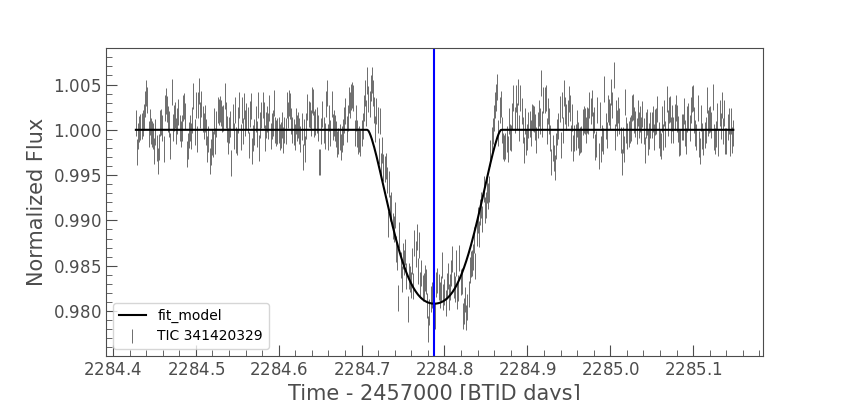 Normalized Flux
1.005
1.000
0.995
0.990
0.985
0.980
fit_model
TIC 341420329
2284.4 2284.5 2284.6 2284.7 2284.8 2284.9 2285.0 2285.1
Time - 2457000 [BTJD days]